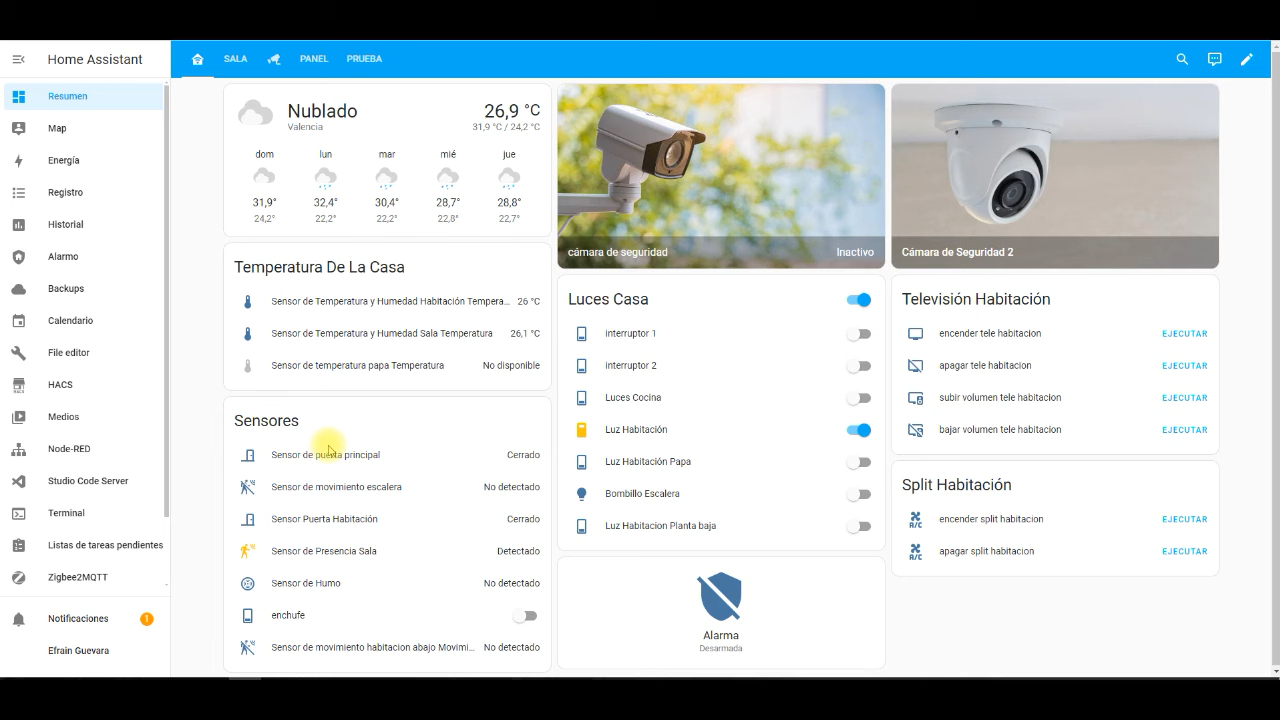 Home Assistant
SALA
PANEL
PRUEBA
Resumen
Map
Energía
Registro
Historial
Alarmo
Backups
Calendario
File editor
HACS
Medios
Node-RED
Studio Code Server
Terminal
Listas de tareas pendientes
Zigbee2MQTT
Notificaciones 1
Efrain Guevara
Nublado 26,9 °C
Valencia 31,9 °C / 24,2 °C
dom lun mar mié jue
31,9° 32,4° 30,4° 28,7° 28,8°
24,2° 22,2° 22,2° 22,8° 22,7°
Temperatura De La Casa
Sensor de Temperatura y Humedad Habitación Tempera... 26 °C
Sensor de Temperatura y Humedad Sala Temperatura 26,1 °C
Sensor de temperatura papa Temperatura No disponible
Sensores
Sensor de puerta principal Cerrado
Sensor de movimiento escalera No detectado
Sensor Puerta Habitación Cerrado
Sensor de Presencia Sala Detectado
Sensor de Humo No detectado
enchufe
Sensor de movimiento habitacion abajo Movimi... No detectado
cámara de seguridad Inactivo
Luces Casa
interruptor 1
interruptor 2
Luces Cocina
Luz Habitación
Luz Habitación Papa
Bombillo Escalera
Luz Habitacion Planta baja
Alarma
Desarmada
Cámara de Seguridad 2
Televisión Habitación
encender tele habitacion EJECUTAR
apagar tele habitacion EJECUTAR
subir volumen tele habitacion EJECUTAR
bajar volumen tele habitacion EJECUTAR
Split Habitación
encender split habitacion EJECUTAR
apagar split habitacion EJECUTAR